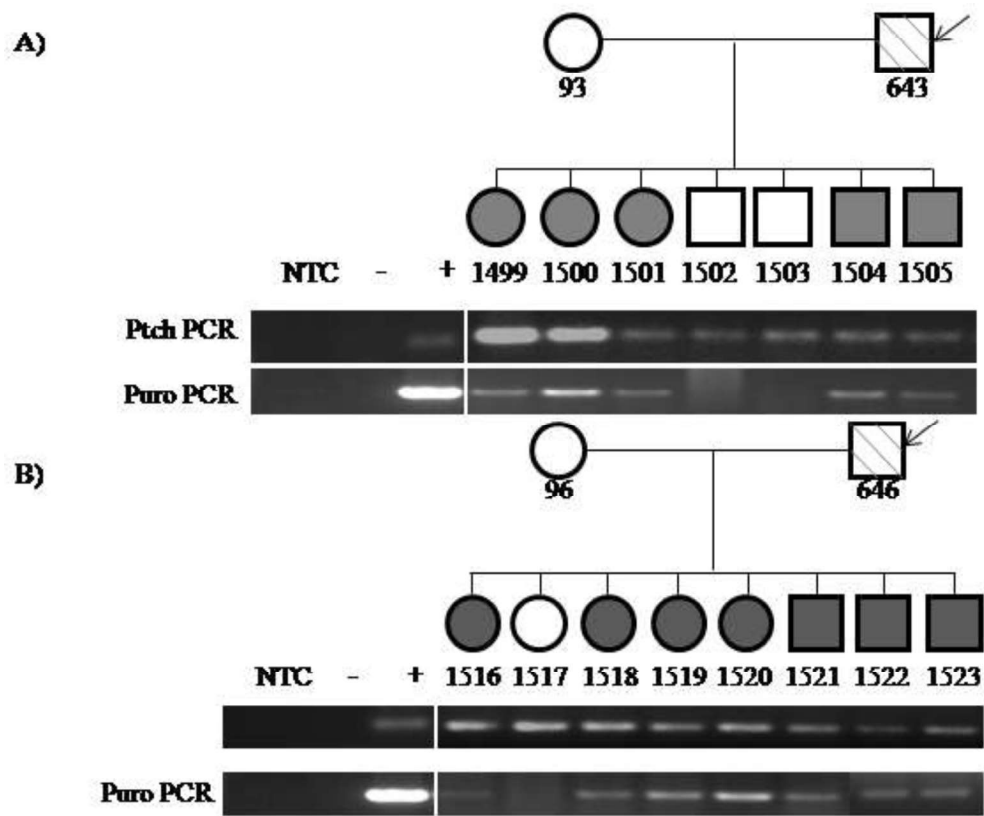 A)
93 643
NTC - + 1499 1500 1501 1502 1503 1504 1505
Ptch PCR
Puro PCR
B)
96 646
NTC - + 1516 1517 1518 1519 1520 1521 1522 1523
Puro PCR